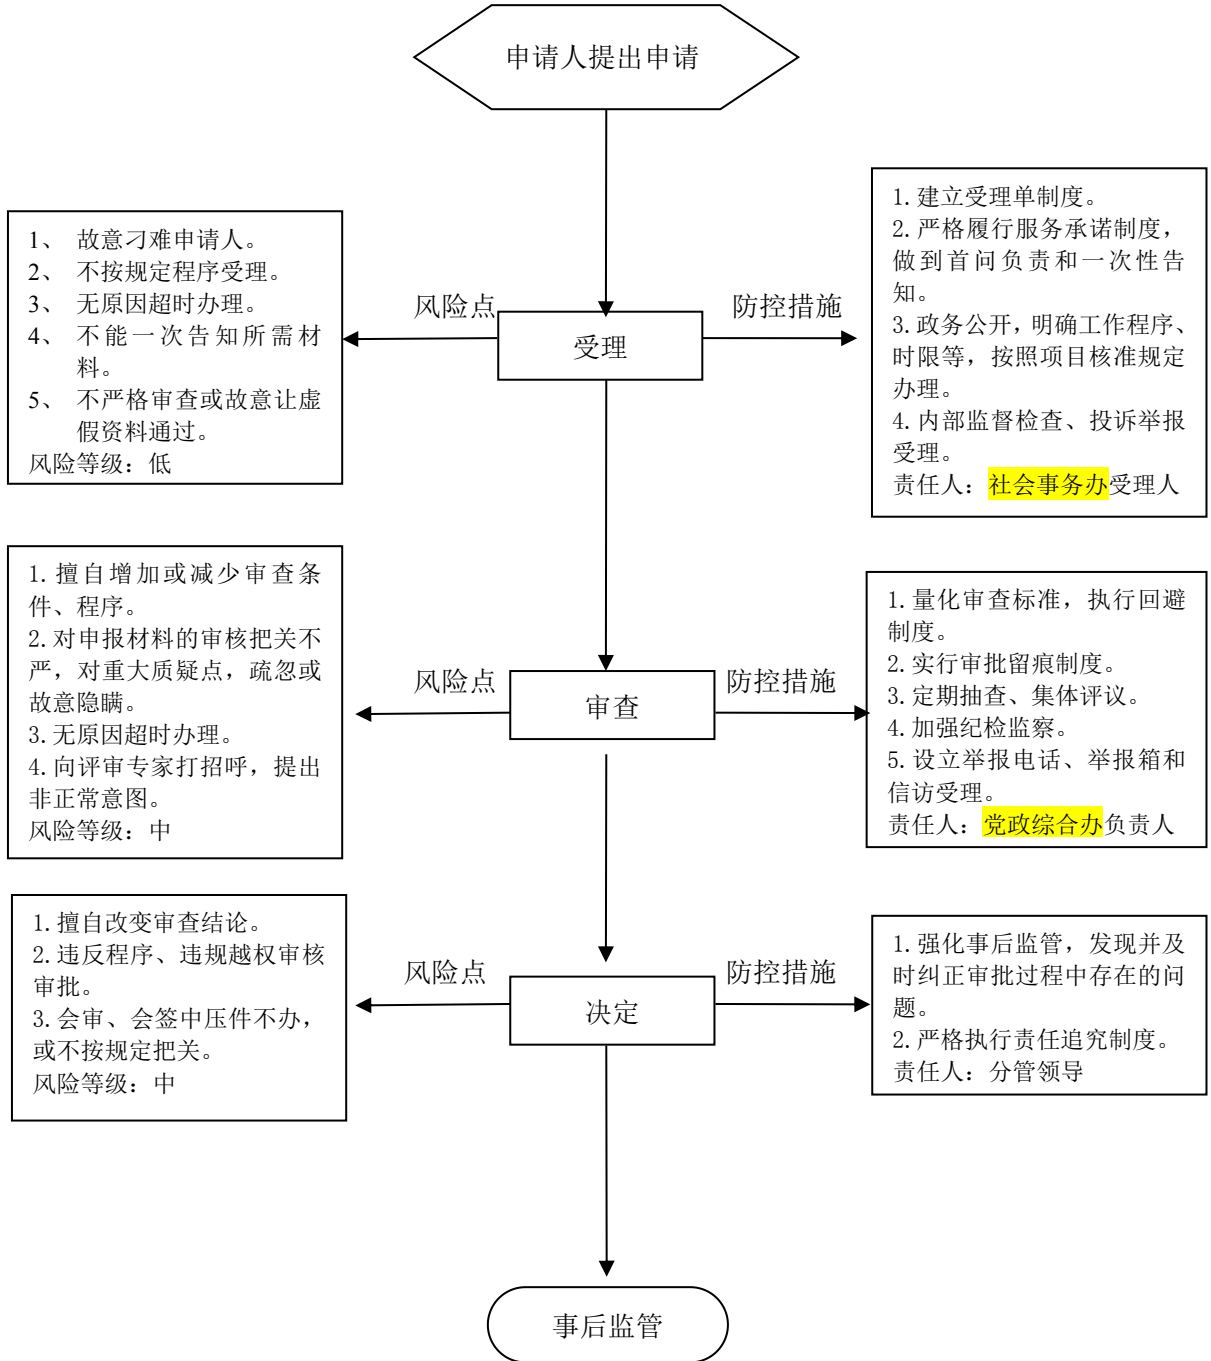 申请人提出申请
1、 故意刁难申请人。
2、 不按规定程序受理。
3、 无原因超时办理。
4、 不能一次告知所需材
料。
5、 不严格审查或故意让虚
假资料通过。
风险等级：低
风险点
受理
防控措施
1.建立受理单制度。
2.严格履行服务承诺制度，
做到首问负责和一次性告
知。
3.政务公开，明确工作程序、
时限等，按照项目核准规定
办理。
4.内部监督检查、投诉举报
受理。
责任人：社会事务办受理人
1.擅自增加或减少审查条
件、程序。
2.对申报材料的审核把关不
严，对重大质疑点，疏忽或
故意隐瞒。
3.无原因超时办理。
4.向评审专家打招呼，提出
非正常意图。
风险等级：中
风险点
审查
防控措施
1.量化审查标准，执行回避
制度。
2.实行审批留痕制度。
3.定期抽查、集体评议。
4.加强纪检监察。
5.设立举报电话、举报箱和
信访受理。
责任人：党政综合办负责人
1.擅自改变审查结论。
2.违反程序、违规越权审核
审批。
3.会审、会签中压件不办，
或不按规定把关。
风险等级：中
风险点
决定
防控措施
1.强化事后监管，发现并及
时纠正审批过程中存在的问
题。
2.严格执行责任追究制度。
责任人：分管领导
事后监管